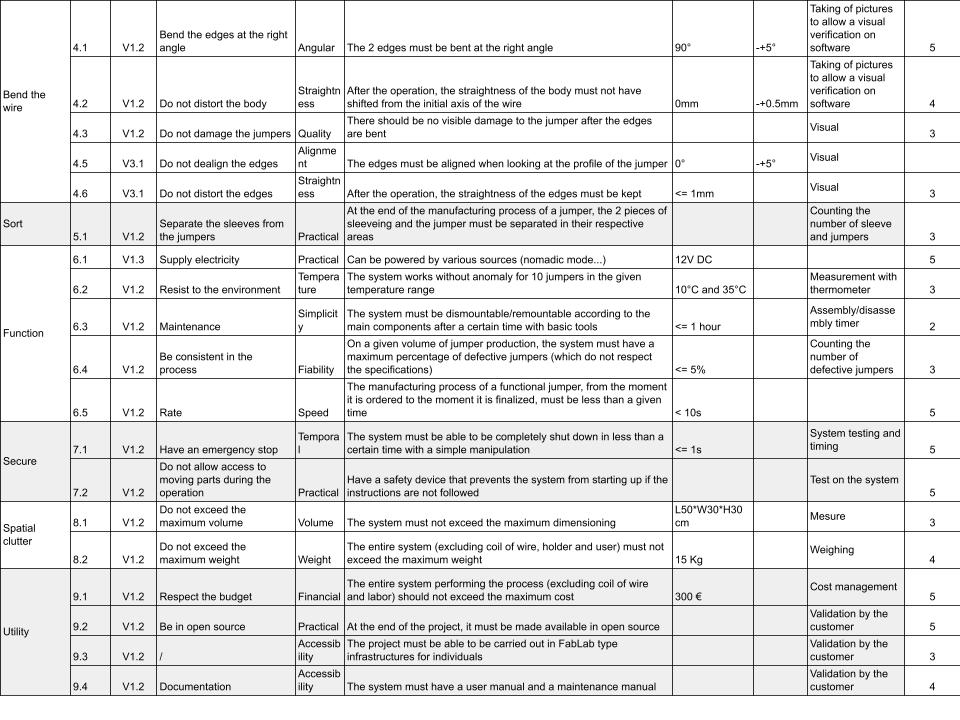 Bend the wire
4.1 V1.2 Bend the edges at the right angle Angular The 2 edges must be bent at the right angle 90° -+5° Taking of pictures to allow a visual verification on software 5
4.2 V1.2 Do not distort the body Straightness After the operation, the straightness of the body must not have shifted from the initial axis of the wire 0mm -+0.5mm Taking of pictures to allow a visual verification on software 4
4.3 V1.2 Do not damage the jumpers Quality There should be no visible damage to the jumper after the edges are bent Visual 3
4.5 V3.1 Do not dealign the edges Alignment The edges must be aligned when looking at the profile of the jumper 0° -+5° Visual 3
4.6 V3.1 Do not distort the edges Straightness After the operation, the straightness of the edges must be kept <= 1mm Visual 3
Sort
5.1 V1.2 Separate the sleeves from the jumpers Practical At the end of the manufacturing process of a jumper, the 2 pieces of sleeveing and the jumper must be separated in their respective areas Counting the number of sleeve and jumpers 3
Function
6.1 V1.3 Supply electricity Practical Can be powered by various sources (nomadic mode...) 12V DC 5
6.2 V1.2 Resist to the environment Temperature The system works without anomaly for 10 jumpers in the given temperature range 10°C and 35°C Measurement with thermometer 3
6.3 V1.2 Maintenance Simplicity The system must be dismountable/remountable according to the main components after a certain time with basic tools <= 1 hour Assembly/disassembly timer 2
6.4 V1.2 Be consistent in the process Fiability On a given volume of jumper production, the system must have a maximum percentage of defective jumpers (which do not respect the specifications) <= 5% Counting the number of defective jumpers 3
6.5 V1.2 Rate Speed The manufacturing process of a functional jumper, from the moment it is ordered to the moment it is finalized, must be less than a given time < 10s 5
Secure
7.1 V1.2 Have an emergency stop Temporal The system must be able to be completely shut down in less than a certain time with a simple manipulation <= 1s System testing and timing 5
7.2 V1.2 Do not allow access to moving parts during the operation Practical Have a safety device that prevents the system from starting up if the instructions are not followed Test on the system 5
Spatial clutter
8.1 V1.2 Do not exceed the maximum volume Volume The system must not exceed the maximum dimensioning L50*W30*H30 cm Mesure 3
8.2 V1.2 Do not exceed the maximum weight Weight The entire system (excluding coil of wire, holder and user) must not exceed the maximum weight 15 Kg Weighing 4
Utility
9.1 V1.2 Respect the budget Financial The entire system performing the process (excluding coil of wire and labor) should not exceed the maximum cost 300 € Cost management 5
9.2 V1.2 Be in open source Practical At the end of the project, it must be made available in open source Validation by the customer 5
9.3 V1.2 / Accessibility The project must be able to be carried out in FabLab type infrastructures for individuals Validation by the customer 3
9.4 V1.2 Documentation Accessibility The system must have a user manual and a maintenance manual Validation by the customer 4